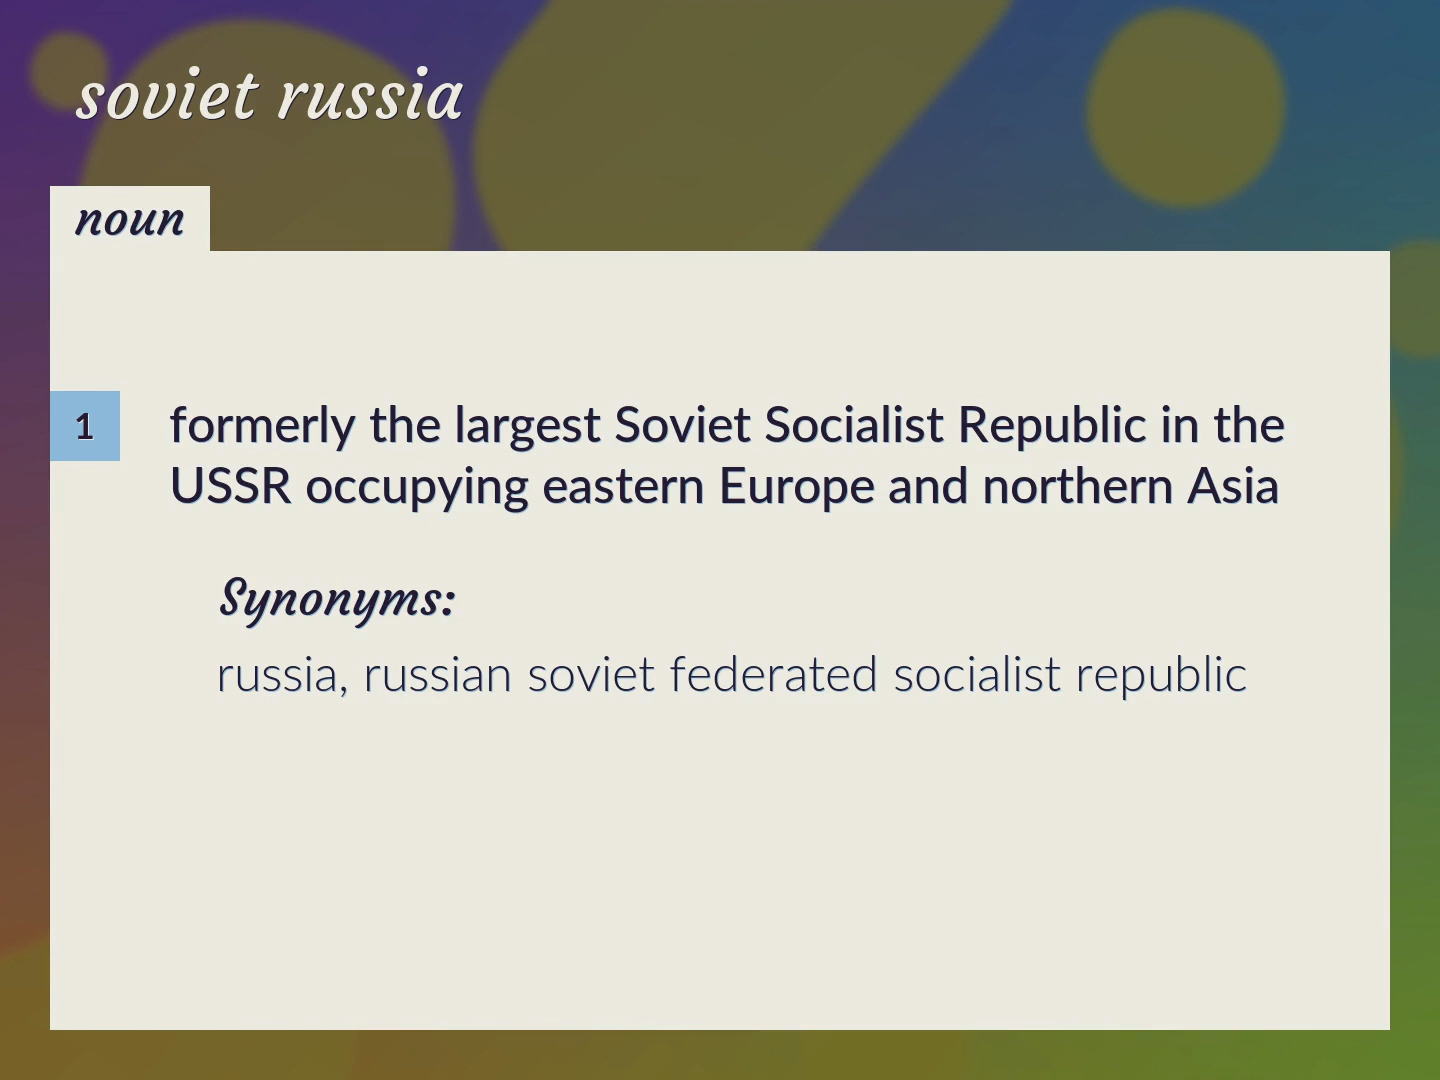 soviet russia
noun
1
formerly the largest Soviet Socialist Republic in the
USSR occupying eastern Europe and northern Asia
Synonyms:
russia, russian soviet federated socialist republic